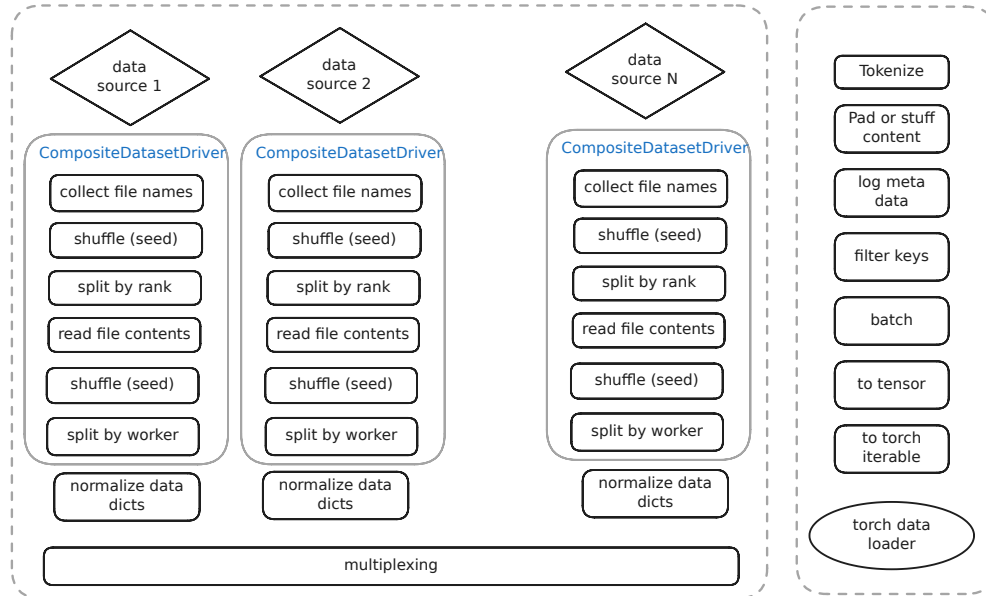 data
source 1
CompositeDatasetDriver
collect file names
shuffle (seed)
split by rank
read file contents
shuffle (seed)
split by worker
normalize data
dicts
data
source 2
CompositeDatasetDriver
collect file names
shuffle (seed)
split by rank
read file contents
shuffle (seed)
split by worker
normalize data
dicts
data
source N
CompositeDatasetDriver
collect file names
shuffle (seed)
split by rank
read file contents
shuffle (seed)
split by worker
normalize data
dicts
multiplexing
Tokenize
Pad or stuff
content
log meta
data
filter keys
batch
to tensor
to torch
iterable
torch data
loader